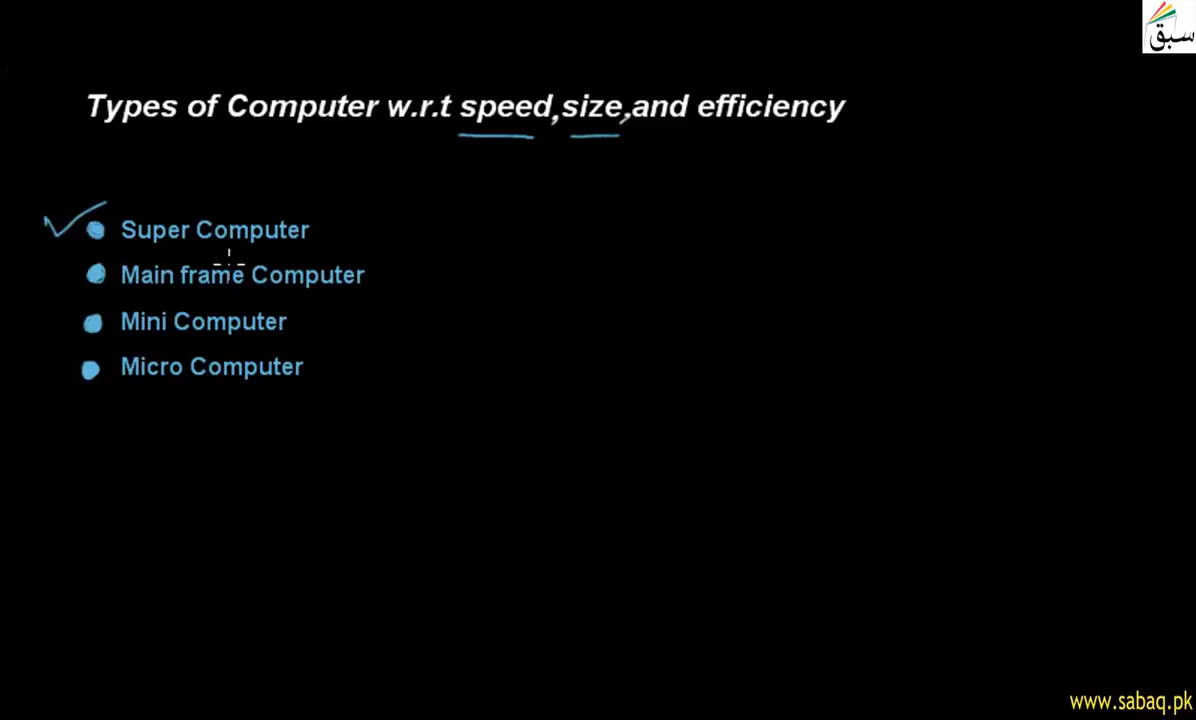 سبق
Types of Computer w.r.t speed,size,and efficiency
Super Computer
Main frame Computer
Mini Computer
Micro Computer
www.sabaq.pk